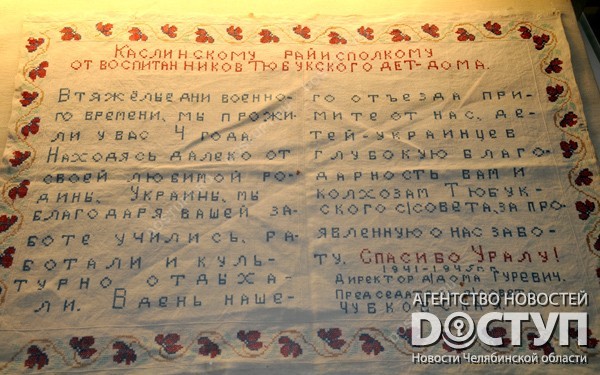 Каслинскому райисполкому
от воспитанников Тюбукского дет-дома.
В тяжёлые дни военно-
го времени, мы прожи-
ли у вас 4 года.
Находясь далеко от
своей любимой ро-
дины, Украины, мы
благодаря вашей за-
боте учились, ра-
ботали и куль-
турно отдыха-
ли. В день наше-
го отъезда при-
мите от нас, де-
тей-украинцев
глубокую благо-
дарность вам и
колхозам Тюбук-
ского с/совета, за про-
явленную о нас забо-
ту. Спасибо Уралу!
1941-1945 г.
Директор д/дома Гуревич.
АГЕНТСТВО НОВОСТЕЙ
DОСТУП
Новости Челябинской области